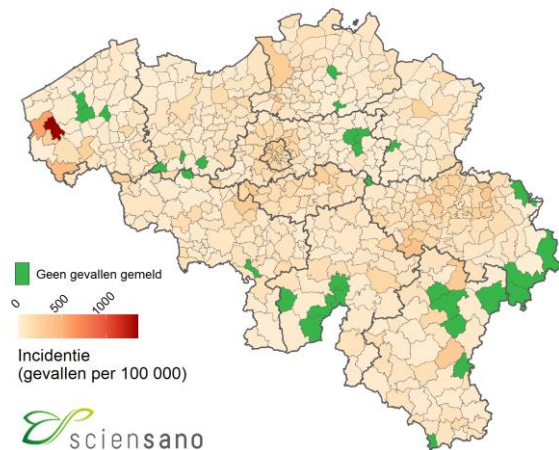 Geen gevallen gemeld
0 500 1000
Incidentie
(gevallen per 100 000)
sciensano